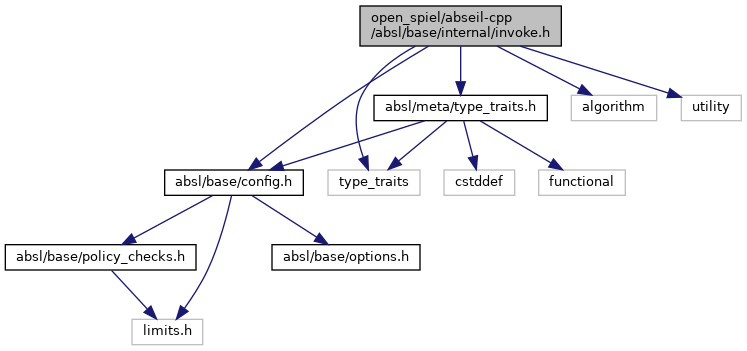 open_spiel/abseil-cpp
/absl/base/internal/invoke.h
absl/meta/type_traits.h
algorithm
utility
absl/base/config.h
type_traits
cstddef
functional
absl/base/policy_checks.h
absl/base/options.h
limits.h